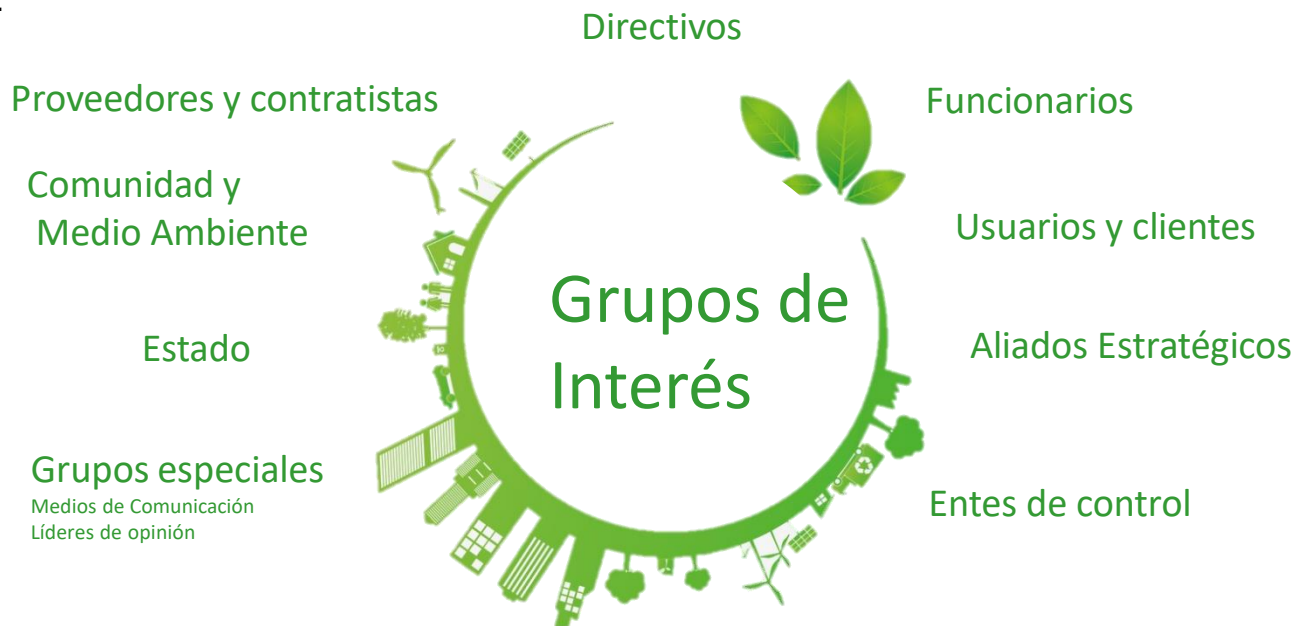 Directivos
Proveedores y contratistas
Funcionarios
Comunidad y
Medio Ambiente
Usuarios y clientes
Grupos de
Interés
Estado
Aliados Estratégicos
Grupos especiales
Medios de Comunicación
Líderes de opinión
Entes de control